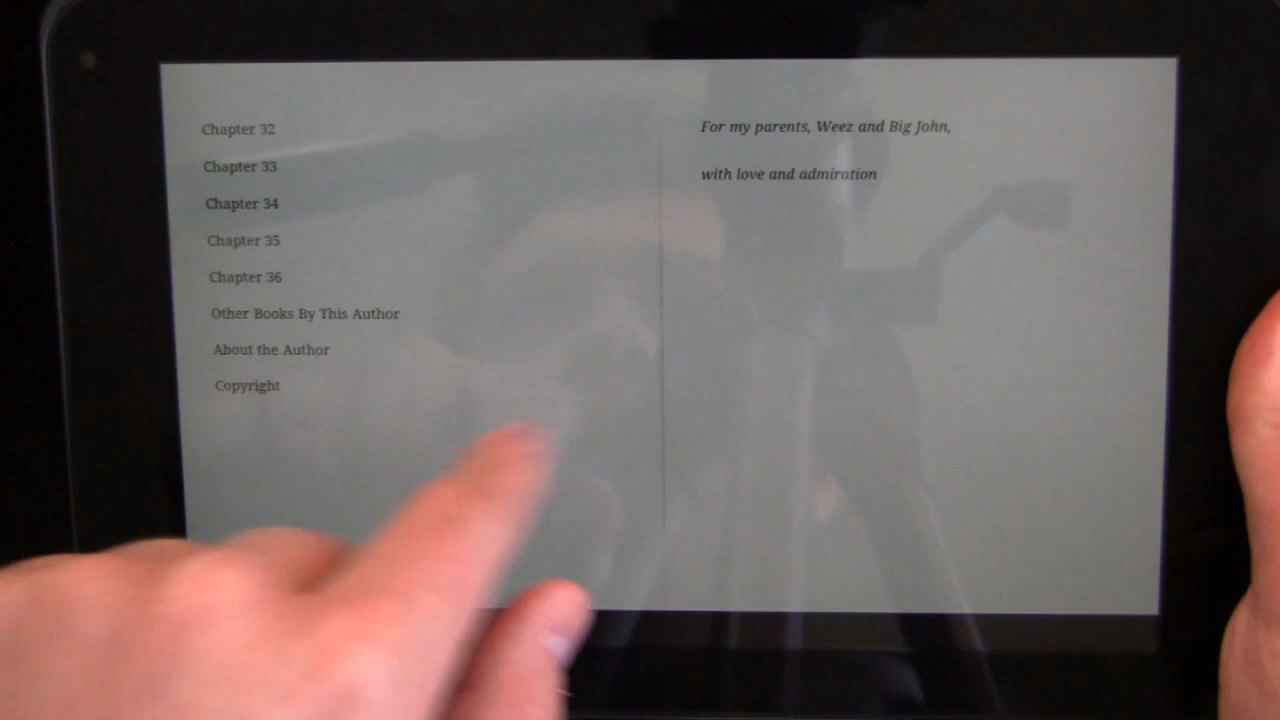 Chapter 32
Chapter 33
Chapter 34
Chapter 35
Chapter 36
Other Books By This Author
About the Author
Copyright
For my parents, Weez and Big John,
with love and admiration